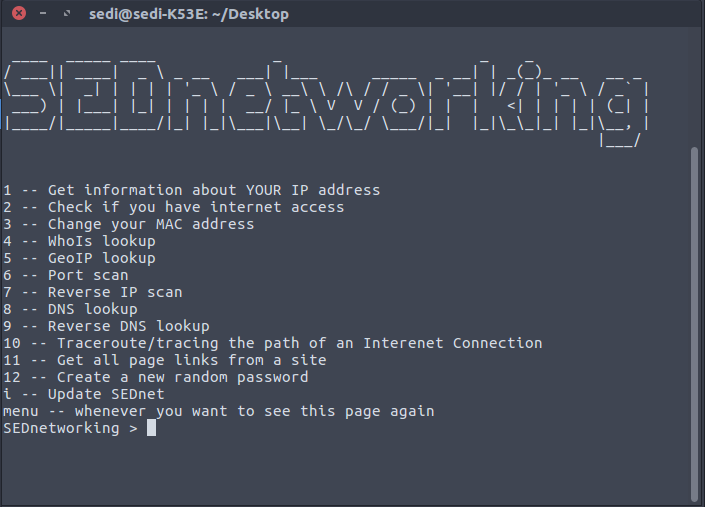 sedi@sedi-K53E: ~/Desktop
SEDnetworking
1 -- Get information about YOUR IP address
2 -- Check if you have internet access
3 -- Change your MAC address
4 -- WhoIs lookup
5 -- GeoIP lookup
6 -- Port scan
7 -- Reverse IP scan
8 -- DNS lookup
9 -- Reverse DNS lookup
10 -- Traceroute/tracing the path of an Interenet Connection
11 -- Get all page links from a site
12 -- Create a new random password
i -- Update SEDnet
menu -- whenever you want to see this page again
SEDnetworking >